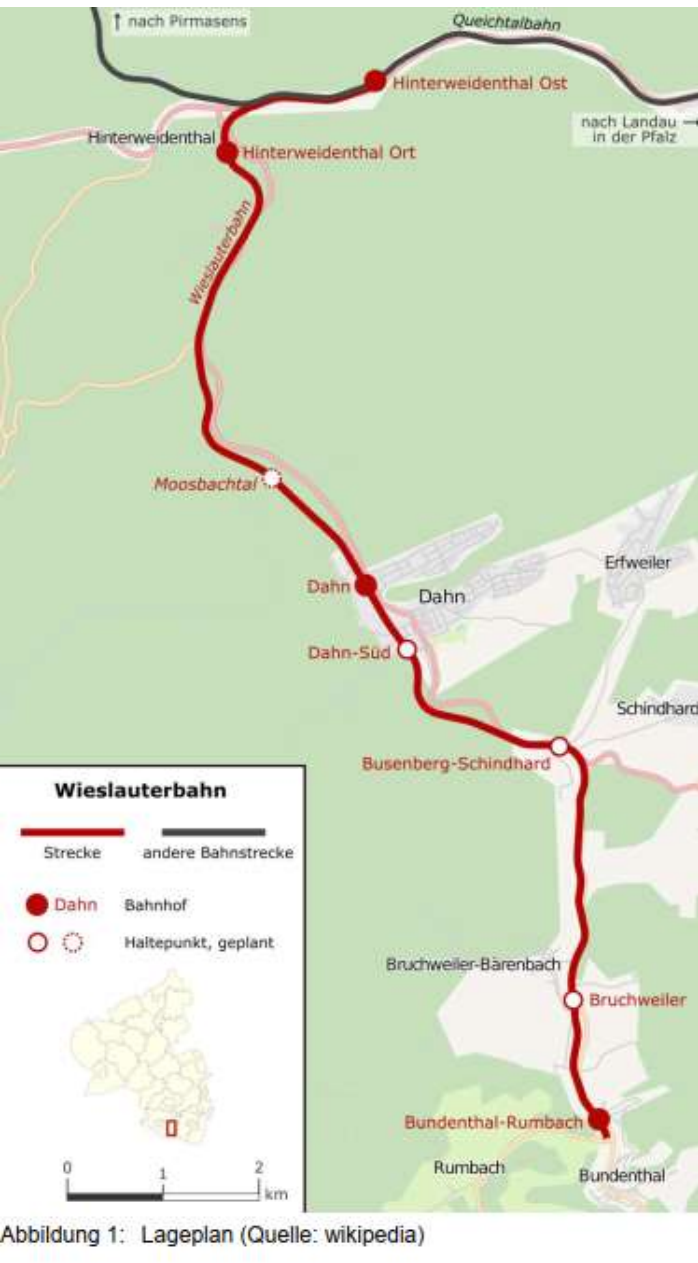 ↑ nach Pirmasens
Queichtalbahn
Hinterweidenthal Ost
nach Landau →
in der Pfalz
Hinterweidenthal
Hinterweidenthal Ort
Wieslauterbahn
Moosbachtal
Erfweiler
Dahn
Dahn
Dahn-Süd
Schindhard
Busenberg-Schindhard
Wieslauterbahn
Strecke
andere Bahnstrecke
Dahn
Bahnhof
Haltepunkt, geplant
Bruchweiler-Bärenbach
Bruchweiler
Bundenthal-Rumbach
Rumbach
Bundenthal
0
1
2
km
Abbildung 1: Lageplan (Quelle: wikipedia)